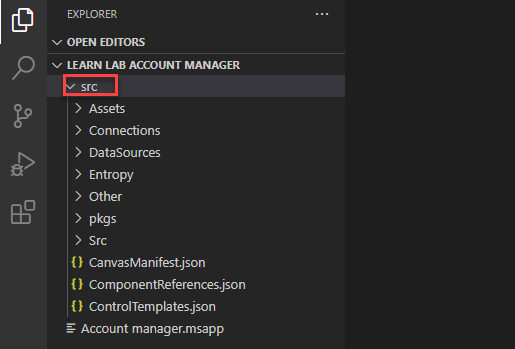 EXPLORER
OPEN EDITORS
LEARN LAB ACCOUNT MANAGER
src
Assets
Connections
DataSources
Entropy
Other
pkgs
Src
{} CanvasManifest.json
{} ComponentReferences.json
{} ControlTemplates.json
Account manager.msapp